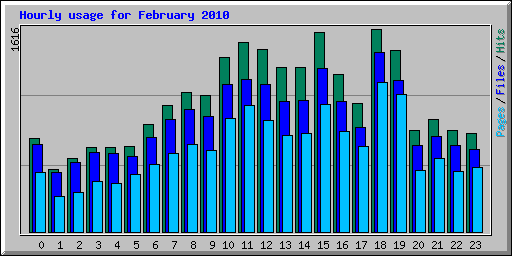 Hourly usage for February 2010
1616
Pages/Files/Hits
0 1 2 3 4 5 6 7 8 9 10 11 12 13 14 15 16 17 18 19 20 21 22 23